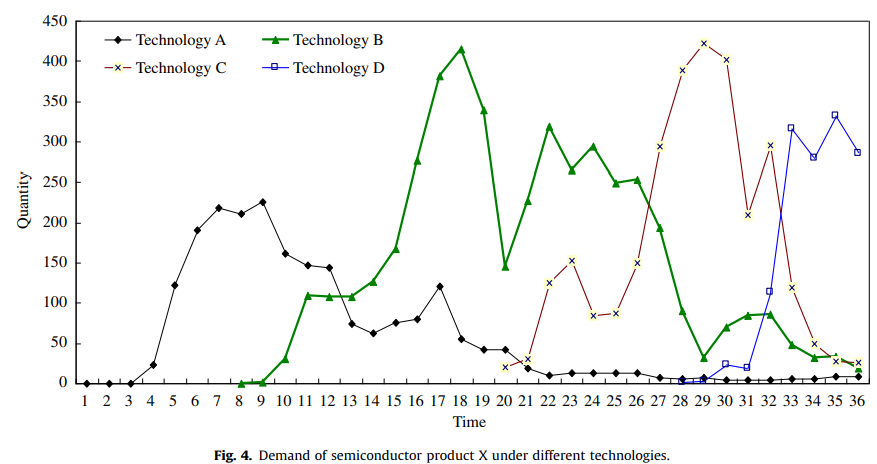 450
400
350
300
250
200
150
100
50
0
Quantity
Technology A Technology B
Technology C Technology D
1 2 3 4 5 6 7 8 9 10 11 12 13 14 15 16 17 18 19 20 21 22 23 24 25 26 27 28 29 30 31 32 33 34 35 36
Time
Fig. 4. Demand of semiconductor product X under different technologies.